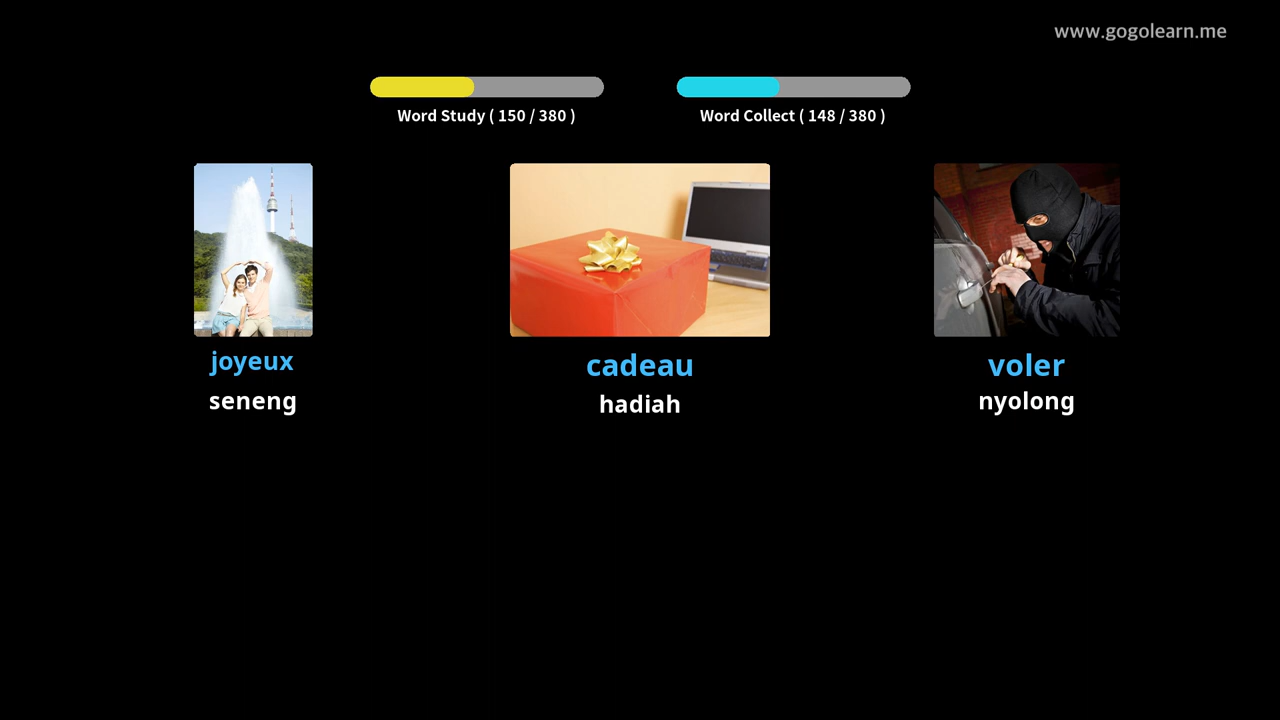 www.gogolearn.me
Word Study ( 150 / 380 )
Word Collect ( 148 / 380 )
joyeux
seneng
cadeau
hadiah
voler
nyolong